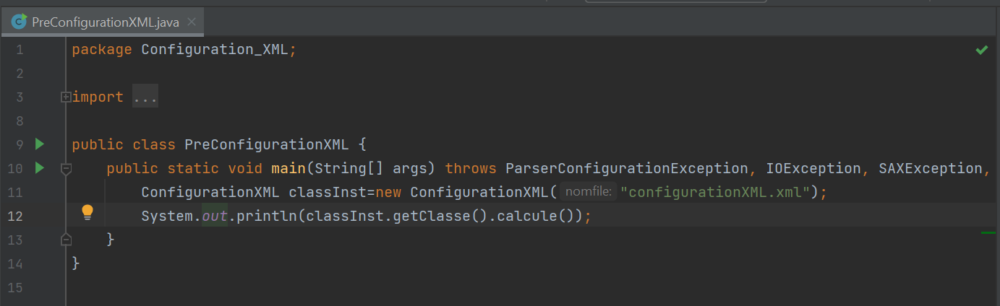 PreConfigurationXML.java
1 package Configuration_XML;
2
3 import ...
8
9 public class PreConfigurationXML {
10 public static void main(String[] args) throws ParserConfigurationException, IOException, SAXException,
11 ConfigurationXML classInst=new ConfigurationXML( nomfile: "configurationXML.xml");
12 System.out.println(classInst.getClasse().calcule());
13 }
14 }
15